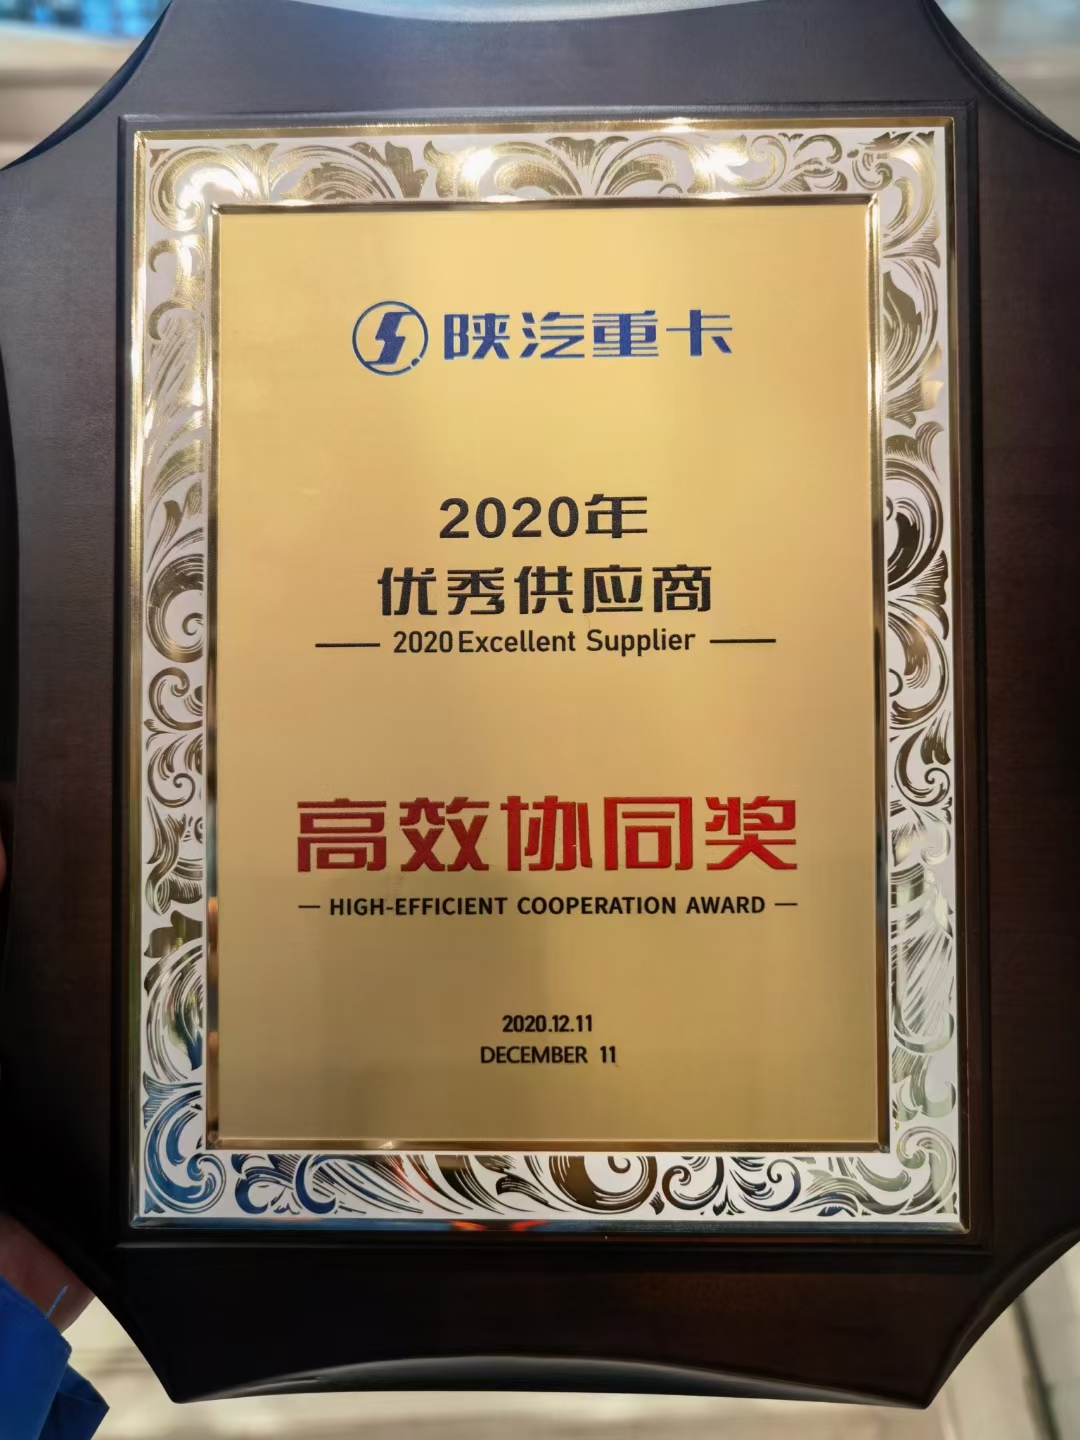 陕汽重卡
2020年
优秀供应商
2020 Excellent Supplier
高效协同奖
HIGH-EFFICIENT COOPERATION AWARD
2020.12.11
DECEMBER 11